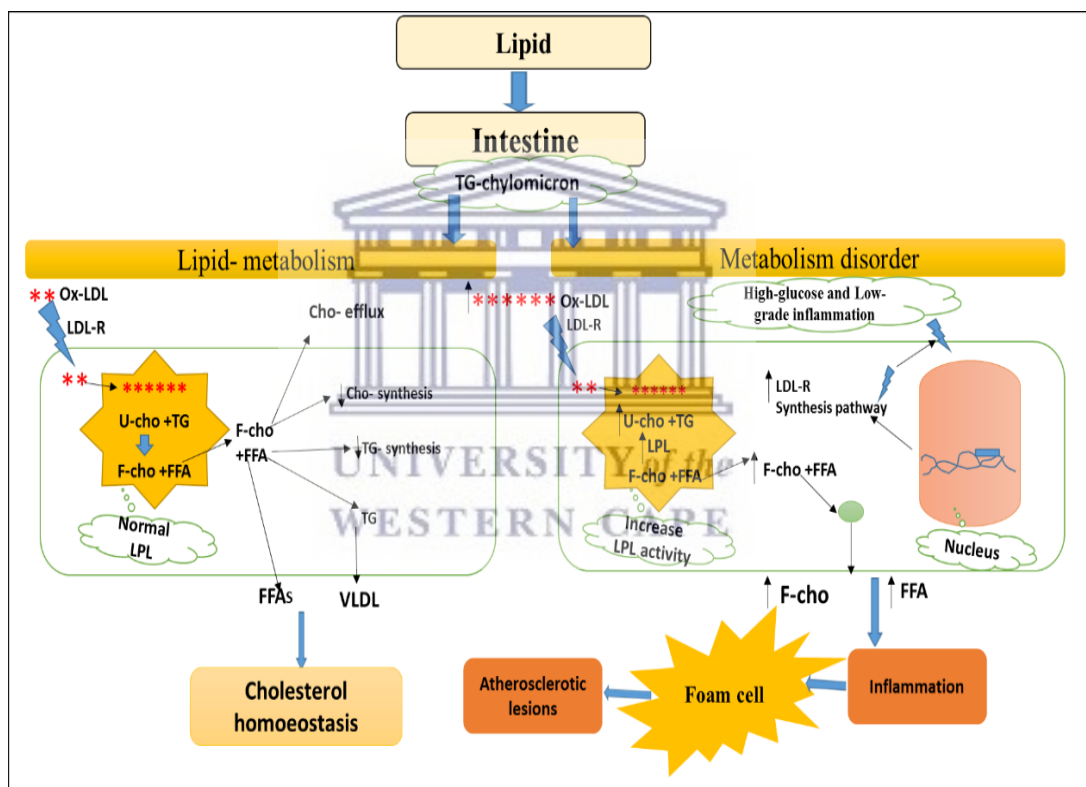 Lipid
Intestine
TG-chylomicron
Lipid- metabolism
Metabolism disorder
** Ox-LDL
LDL-R
**
******
U-cho +TG
F-cho +FFA
Normal
LPL
F-cho
+FFA
Cho- efflux
Cho- synthesis
TG- synthesis
TG
FFAs
VLDL
Cholesterol
homoeostasis
****** Ox-LDL
LDL-R
**
******
U-cho +TG
LPL
F-cho +FFA
Increase
LPL activity
High-glucose and Low-
grade inflammation
LDL-R
Synthesis pathway
F-cho +FFA
Nucleus
F-cho
FFA
Inflammation
Foam cell
Atherosclerotic
lesions
UNIVERSITY of the
WESTERN CAPE